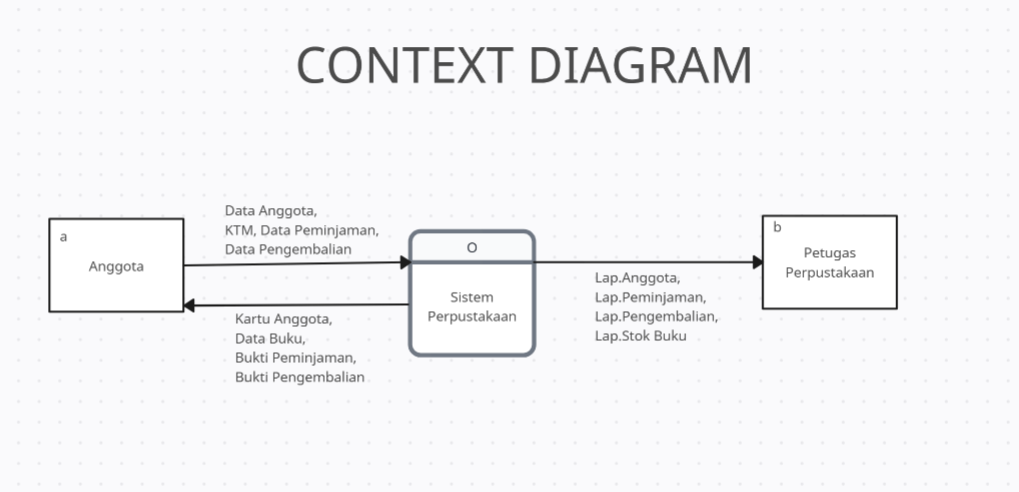 CONTEXT DIAGRAM
a
Anggota
Data Anggota,
KTM, Data Peminjaman,
Data Pengembalian
Kartu Anggota,
Data Buku,
Bukti Peminjaman,
Bukti Pengembalian
O
Sistem
Perpustakaan
Lap.Anggota,
Lap.Peminjaman,
Lap.Pengembalian,
Lap.Stok Buku
b
Petugas
Perpustakaan